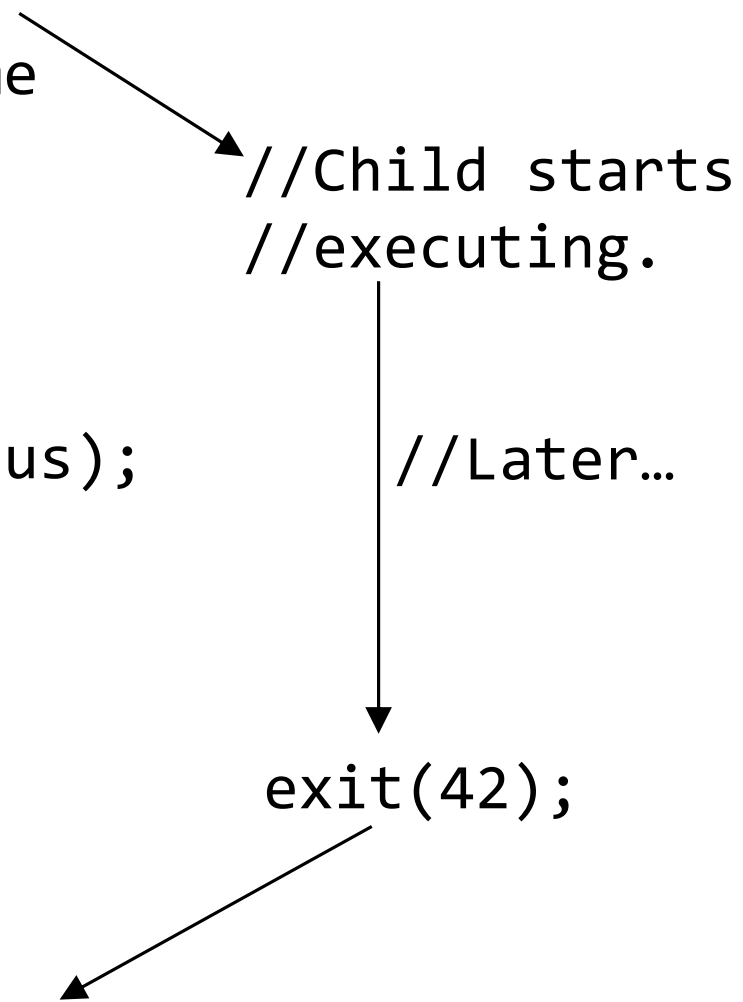 e
//Child starts
//executing.
us);
//Later…
exit(42);